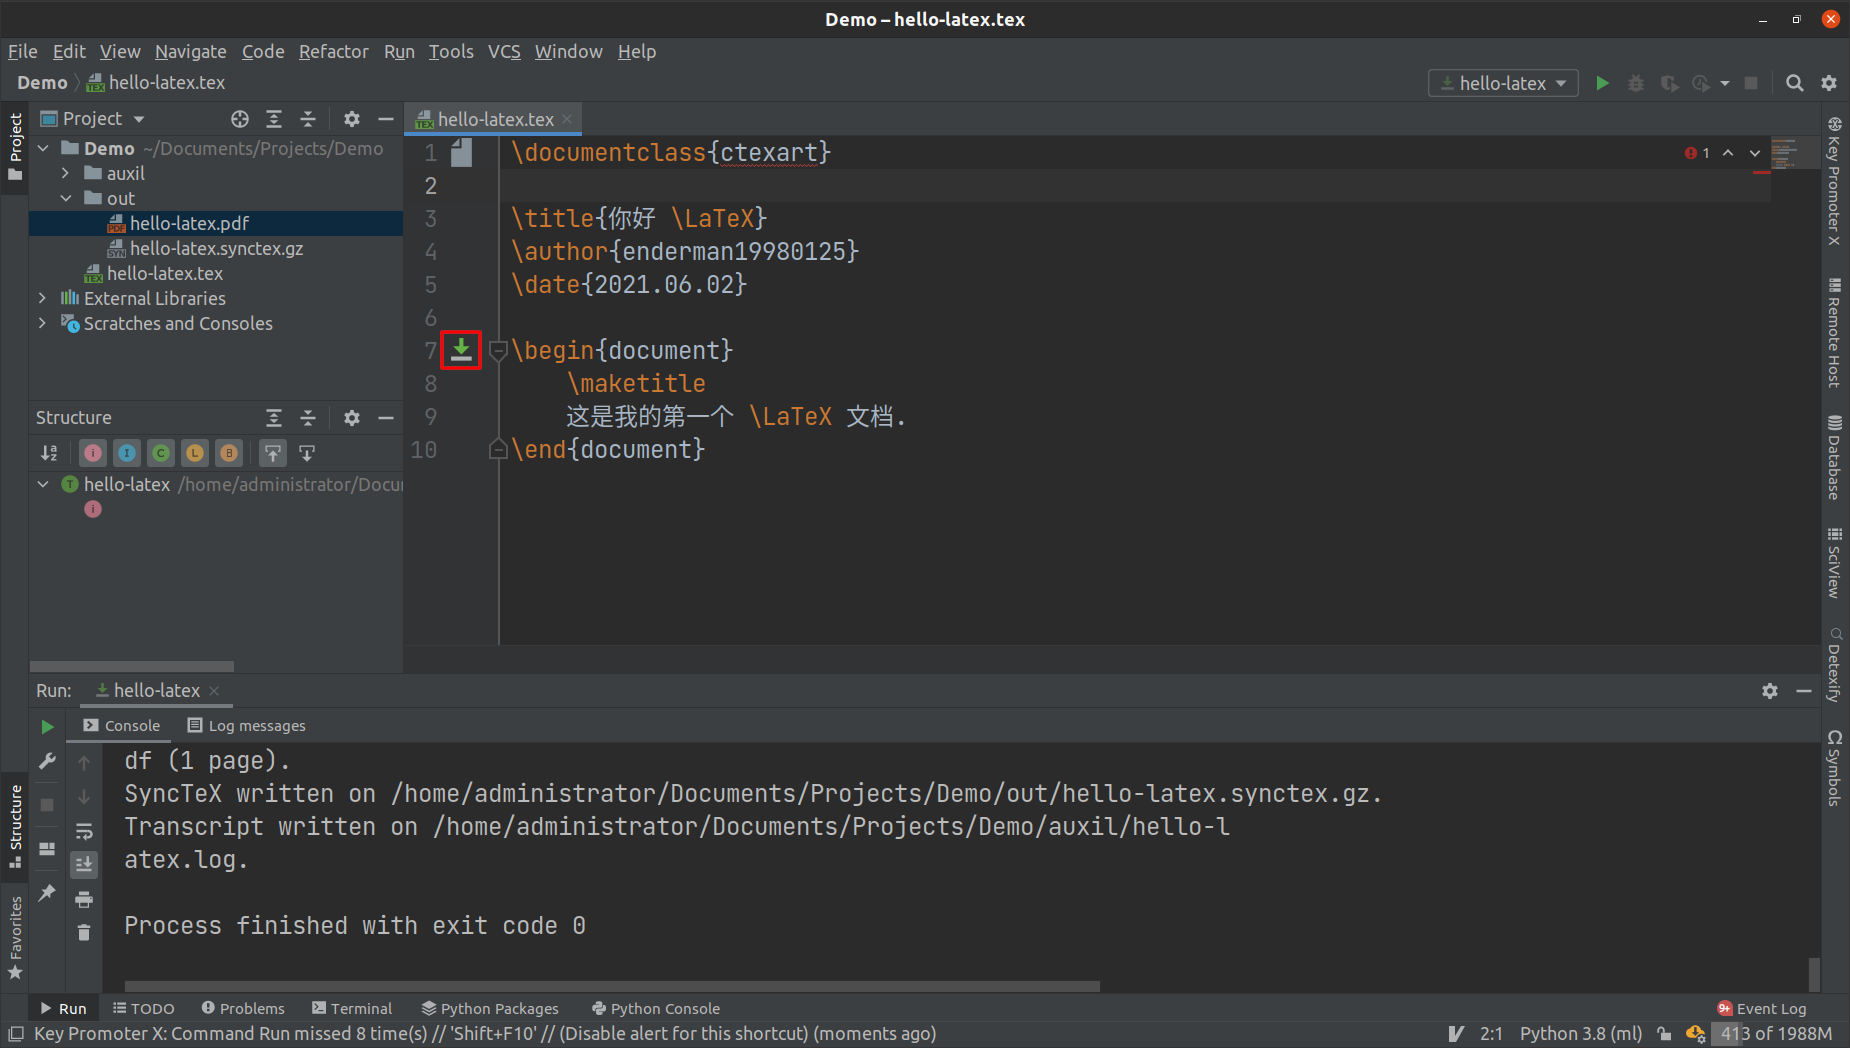 Demo – hello-latex.tex
File Edit View Navigate Code Refactor Run Tools VCS Window Help
Demo hello-latex.tex
hello-latex
Project
hello-latex.tex
Demo ~/Documents/Projects/Demo
auxil
out
hello-latex.pdf
hello-latex.synctex.gz
hello-latex.tex
External Libraries
Scratches and Consoles
1 \documentclass{ctexart}
2
3 \title{你好 \LaTeX}
4 \author{enderman19980125}
5 \date{2021.06.02}
6
7 \begin{document}
8 \maketitle
9 这是我的第一个 \LaTeX 文档.
10 \end{document}
1
Structure
hello-latex /home/administrator/Docu
Project
Structure
Favorites
Key Promoter X
Remote Host
Database
SciView
Detexify
Symbols
Run: hello-latex
Console Log messages
df (1 page).
SyncTeX written on /home/administrator/Documents/Projects/Demo/out/hello-latex.synctex.gz.
Transcript written on /home/administrator/Documents/Projects/Demo/auxil/hello-l
atex.log.
Process finished with exit code 0
Run TODO Problems Terminal Python Packages Python Console 9+ Event Log
Key Promoter X: Command Run missed 8 time(s) // 'Shift+F10' // (Disable alert for this shortcut) (moments ago) 2:1 Python 3.8 (ml) 413 of 1988M